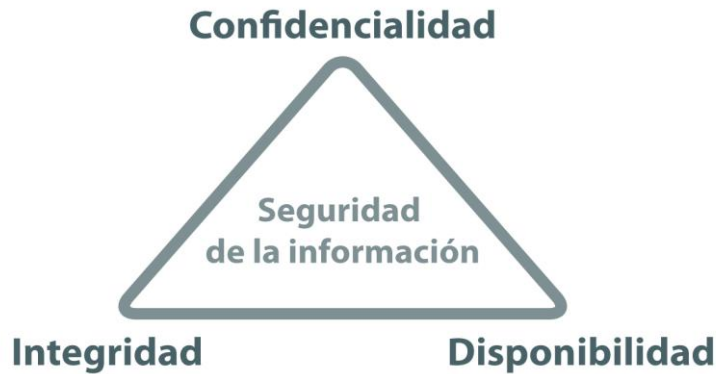 Confidencialidad
Seguridad
de la información
Integridad
Disponibilidad